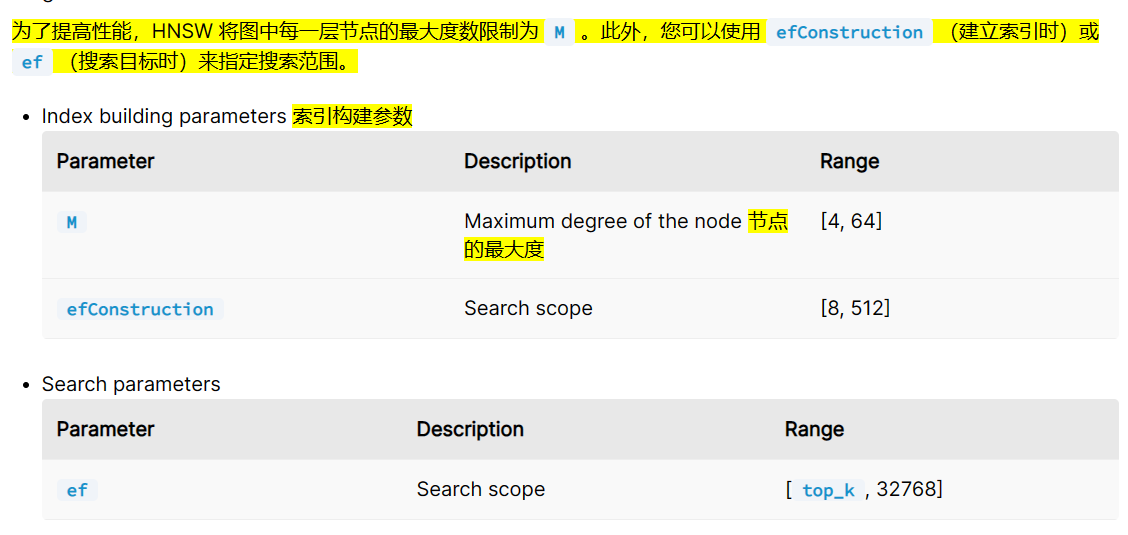 为了提高性能，HNSW 将图中每一层节点的最大度数限制为 M 。此外，您可以使用 efConstruction （建立索引时）或
ef （搜索目标时）来指定搜索范围。
• Index building parameters 索引构建参数
Parameter Description Range
M Maximum degree of the node 节点 [4, 64]
的最大度
efConstruction Search scope [8, 512]
• Search parameters
Parameter Description Range
ef Search scope [ top_k , 32768]